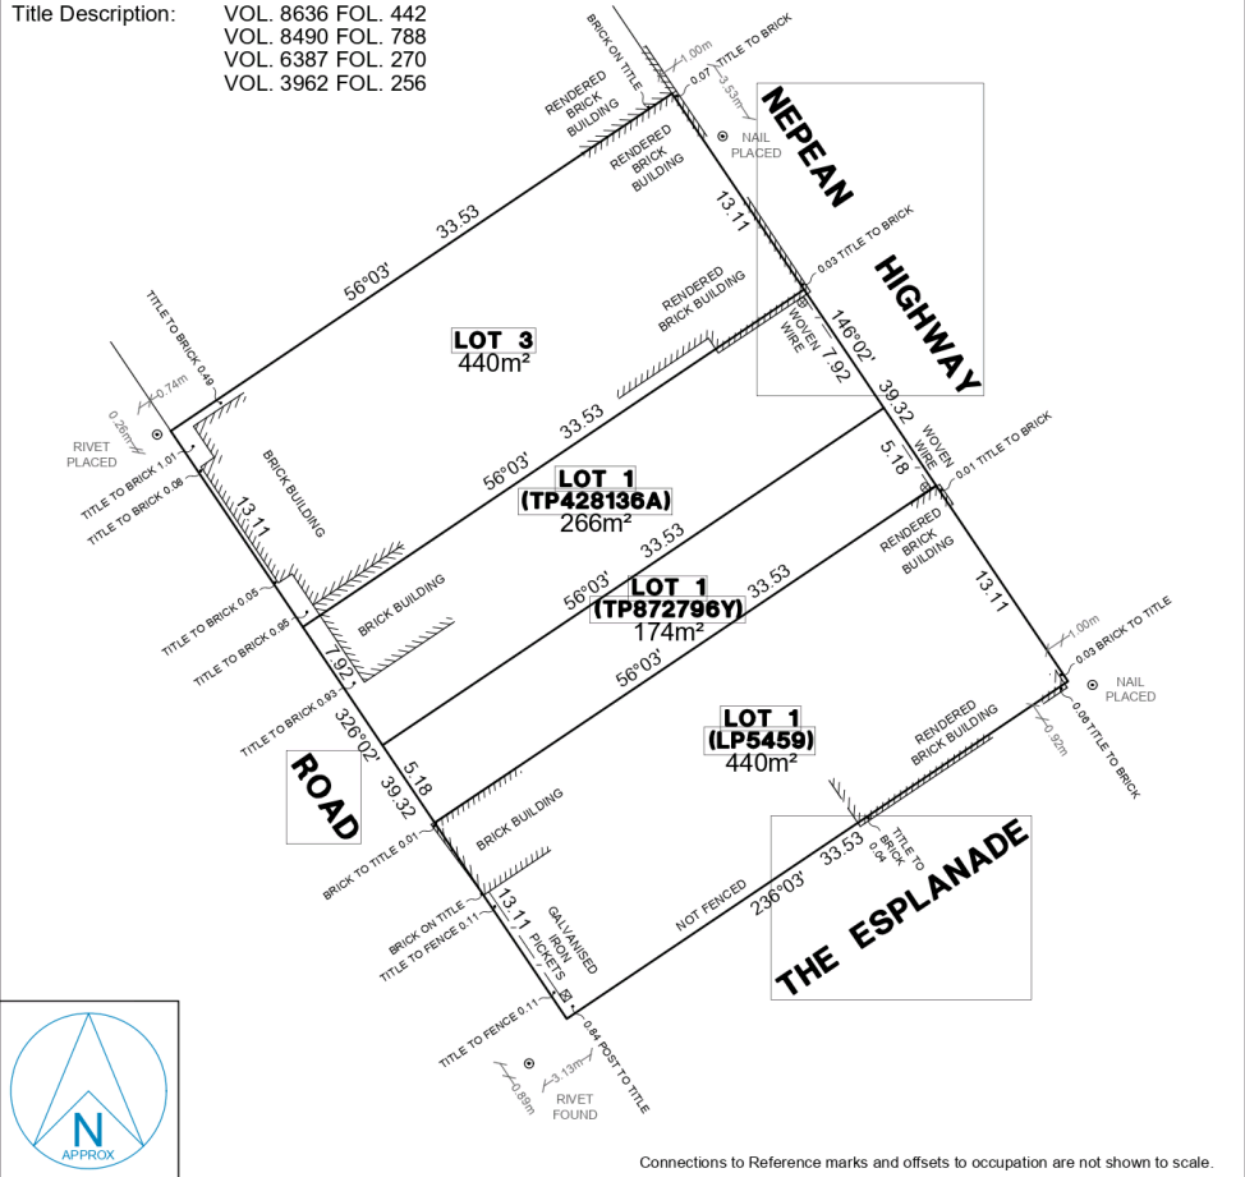 Title Description:
VOL. 8636 FOL. 442
VOL. 8490 FOL. 788
VOL. 6387 FOL. 270
VOL. 3962 FOL. 256
BRICK ON TITLE
1.00m
0.07 TITLE TO BRICK
3.53m
RENDERED
BRICK
BUILDING
RENDERED
BRICK
BUILDING
NAIL
PLACED
NEPEAN
HIGHWAY
13.11
33.53
56°03'
0.03 TITLE TO BRICK
RENDERED
BRICK BUILDING
WOVEN
WIRE
146°02'
7.92
39.32
TITLE TO BRICK 0.49
0.74m
0.26m
RIVET
PLACED
LOT 3
440m²
TITLE TO BRICK 1.01
TITLE TO BRICK 0.06
13.11
BRICK BUILDING
33.53
56°03'
LOT 1
(TP428136A)
266m²
5.18
WOVEN
WIRE
0.01 TITLE TO BRICK
RENDERED
BRICK
BUILDING
33.53
56°03'
LOT 1
(TP872796Y)
174m²
33.53
56°03'
13.11
TITLE TO BRICK 0.05
TITLE TO BRICK 0.95
BRICK BUILDING
7.92
TITLE TO BRICK 0.93
326°02'
39.32
ROAD
5.18
1.00m
0.03 BRICK TO TITLE
NAIL
PLACED
0.06 TITLE TO BRICK
0.92m
LOT 1
(LP5459)
440m²
RENDERED
BRICK BUILDING
BRICK BUILDING
BRICK TO TITLE 0.01
TITLE TO
BRICK
0.04
33.53
236°03'
NOT FENCED
THE ESPLANADE
BRICK ON TITLE
TITLE TO FENCE 0.11
13.11
GALVANISED
IRON
PICKETS
TITLE TO FENCE 0.11
0.84 POST TO TITLE
3.13m
0.89m
RIVET
FOUND
N
APPROX
Connections to Reference marks and offsets to occupation are not shown to scale.